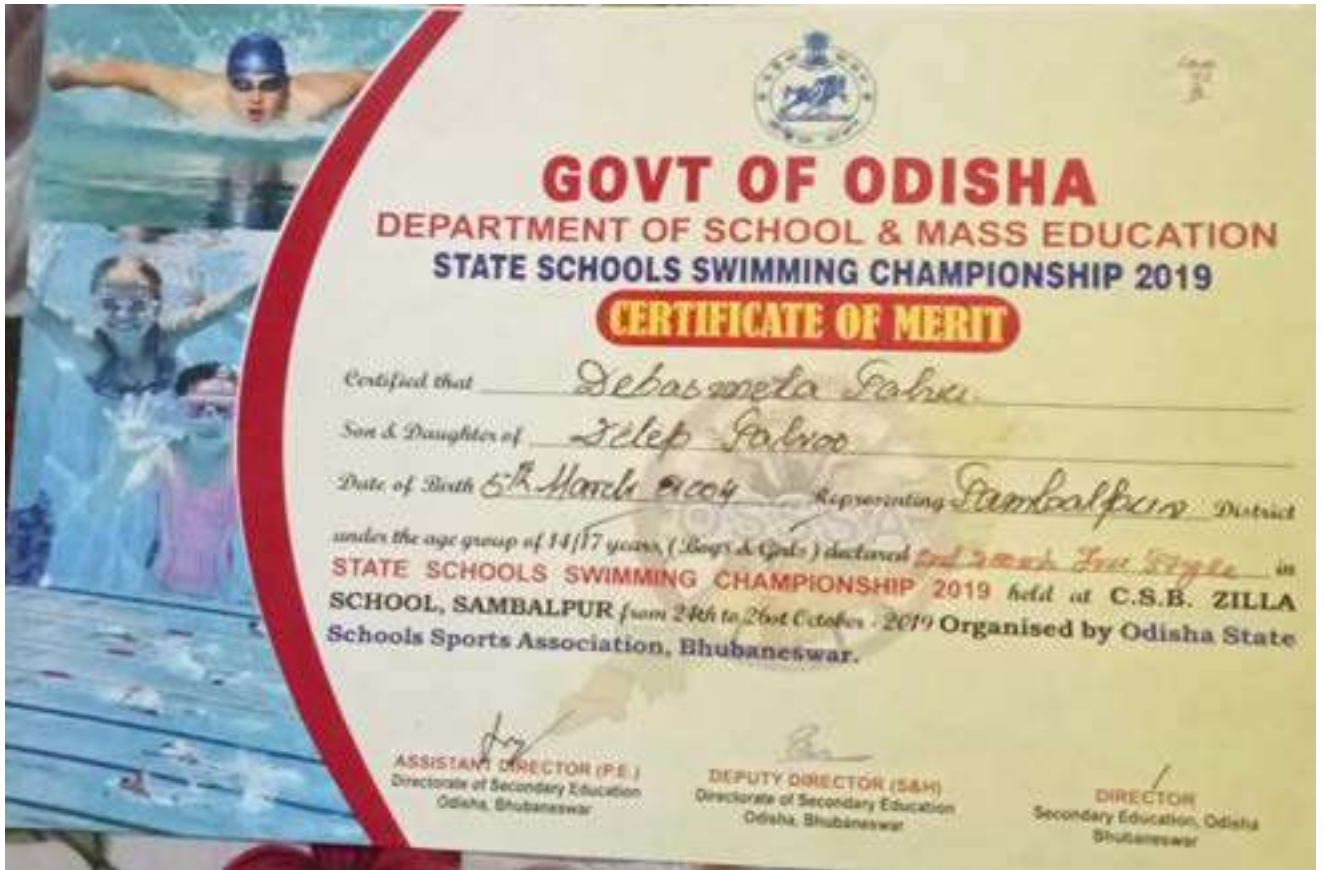 GOVT OF ODISHA
DEPARTMENT OF SCHOOL & MASS EDUCATION
STATE SCHOOLS SWIMMING CHAMPIONSHIP 2019
CERTIFICATE OF MERIT
Certified that Debasmeta Sahu
Son & Daughter of Sahoo
Date of Birth 5th March 2004 Representing Sambalpur District
under the age group of 14/17 years, (Boys & Girls) declared 2nd Free Style in
STATE SCHOOLS SWIMMING CHAMPIONSHIP 2019 held at C.S.B. ZILLA
SCHOOL, SAMBALPUR from 24th to 26st October - 2019 Organised by Odisha State
Schools Sports Association, Bhubaneswar.
ASSISTANT DIRECTOR (P.E.)
Directorate of Secondary Education
Odisha, Bhubaneswar
DEPUTY DIRECTOR (S&H)
Directorate of Secondary Education
Odisha, Bhubaneswar
DIRECTOR
Secondary Education, Odisha
Bhubaneswar